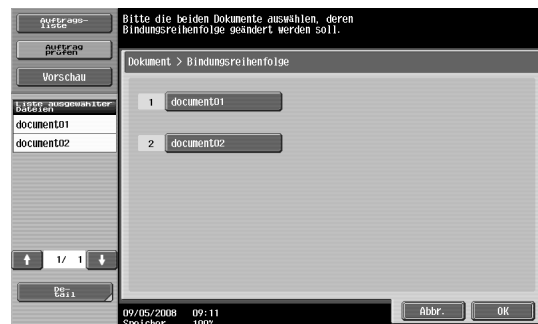 Auftrags-
liste
Auftrag
prüfen
Vorschau
Liste ausgewählter
Dateien
document01
document02
1/ 1
De-
tail
Bitte die beiden Dokumente auswählen, deren
Bindungsreihenfolge geändert werden soll.
Dokument > Bindungsreihenfolge
1 document01
2 document02
09/05/2008 09:11
Speicher 100%
Abbr. OK